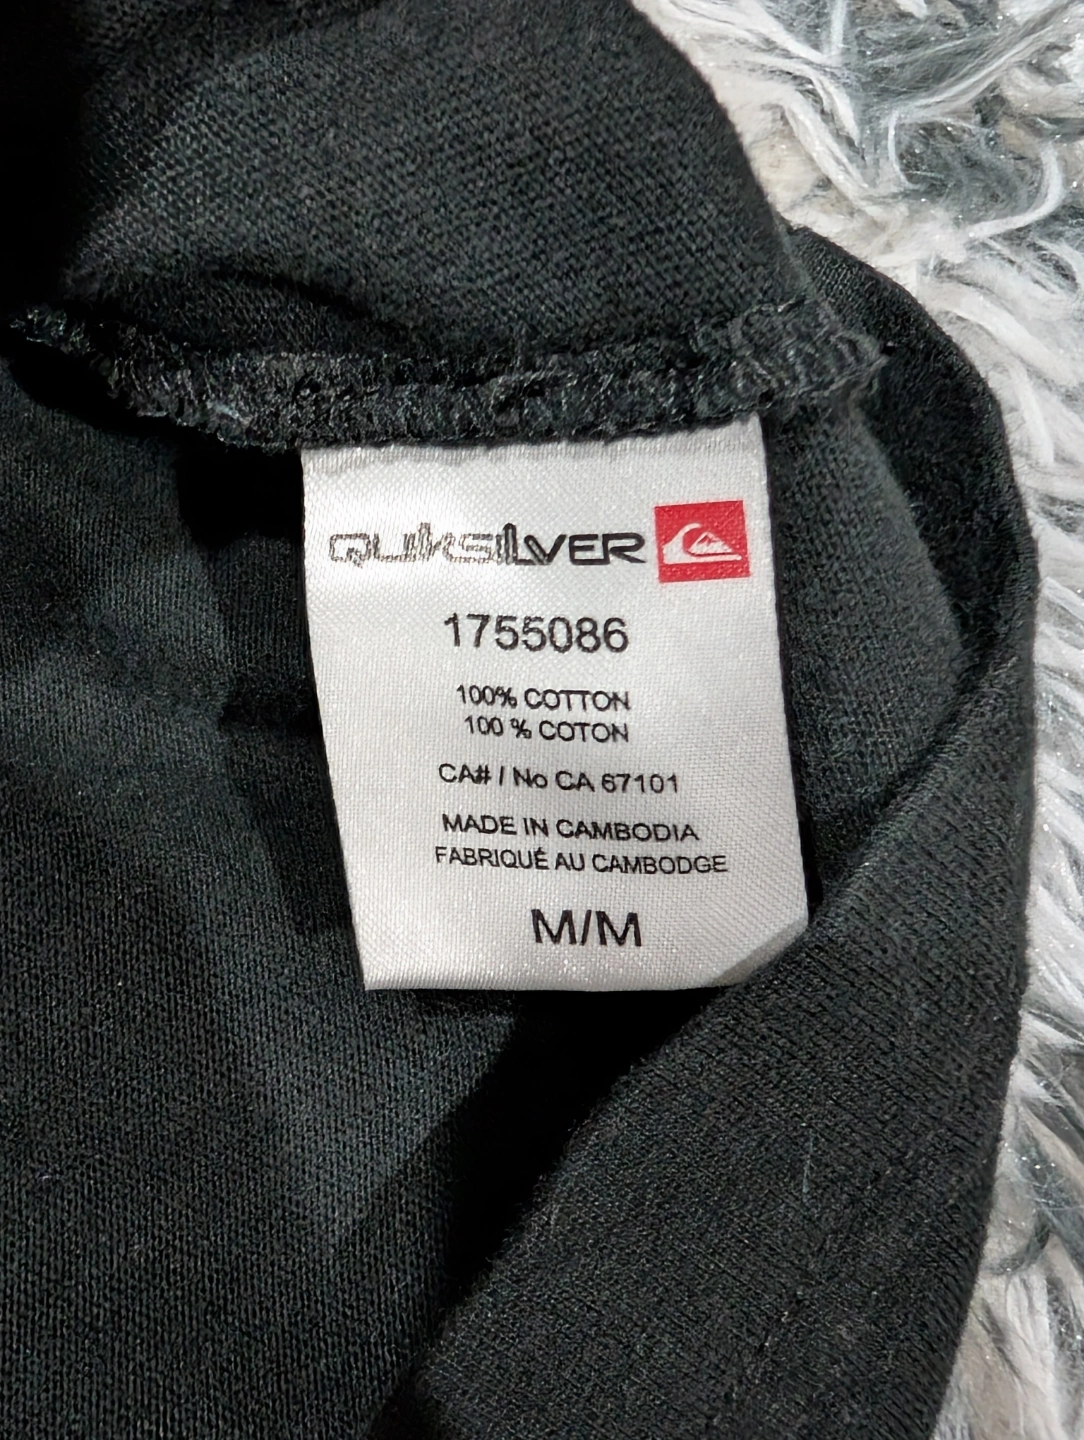 QUIKSILVER
1755086
100% COTTON
100 % COTON
CA# / No CA 67101
MADE IN CAMBODIA
FABRIQUÉ AU CAMBODGE
M/M